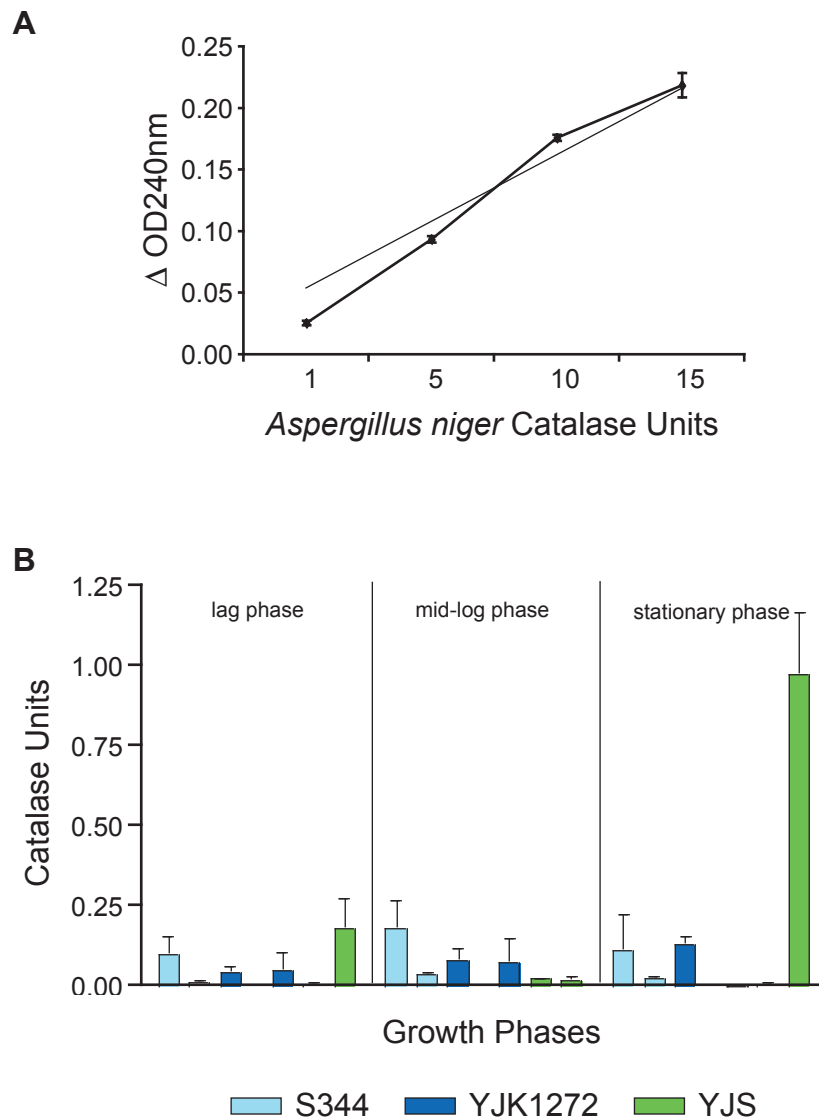 A
0.25
0.20
0.15
0.10
0.05
0.00
Δ OD240nm
1 5 10 15
Aspergillus niger Catalase Units
B
1.25
1.00
0.75
0.50
0.25
0.00
Catalase Units
lag phase mid-log phase stationary phase
Growth Phases
S344 YJK1272 YJS